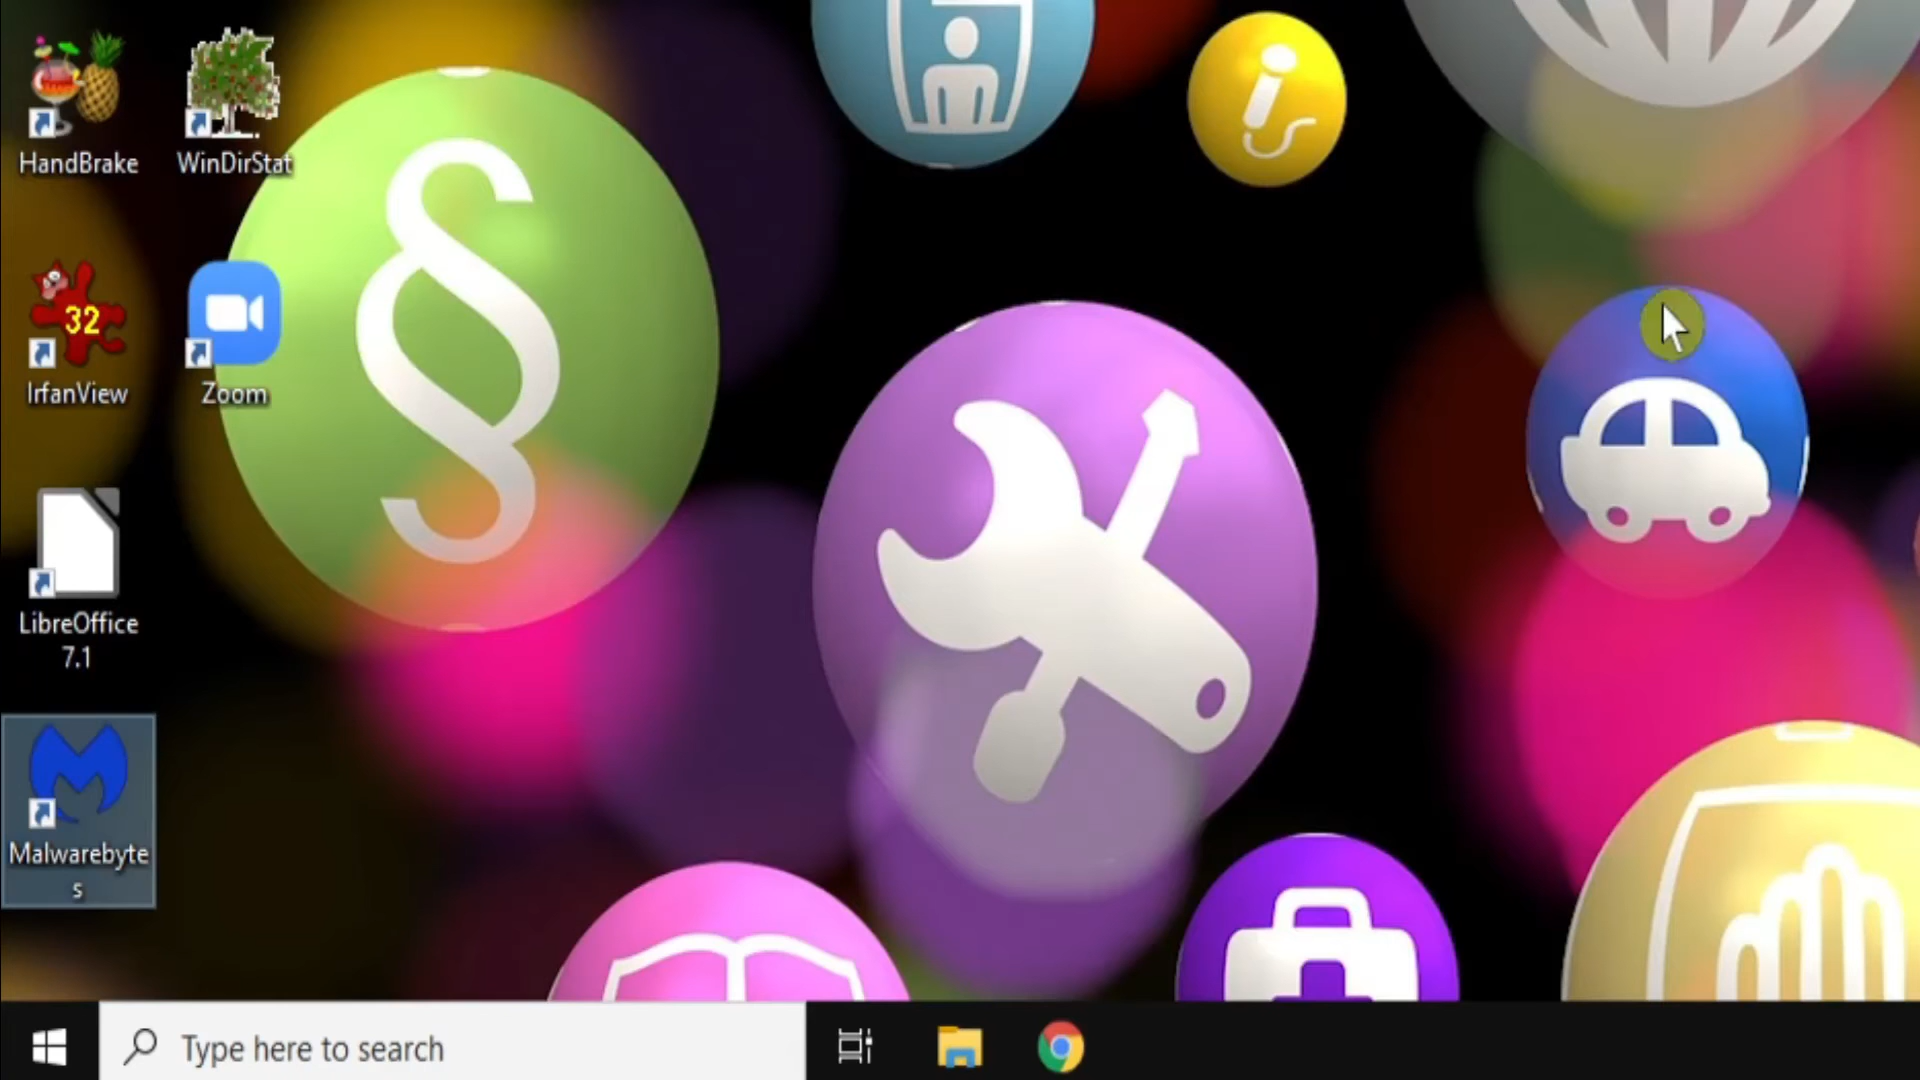 HandBrake
WinDirStat
32
IrfanView
Zoom
LibreOffice
7.1
Malwarebyte
s
§
Type here to search